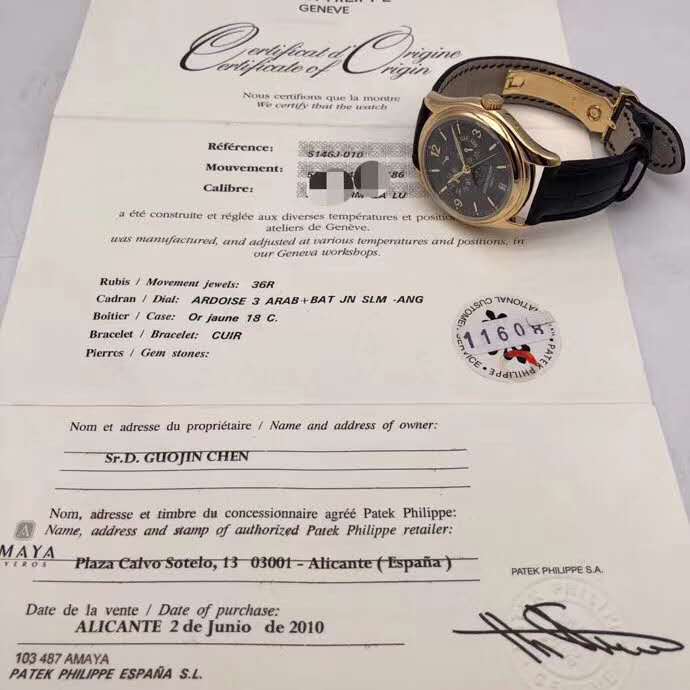 GENEVE
Certificat d'Origine
Certificate of Origin
Nous certifions que la montre
We certify that the watch
Référence: 5146J-010
Mouvement: 86
Calibre: LU
a été construite et réglée aux diverses températures et
ateliers de Genève.
was manufactured, and adjusted at various temperatures and positions, in
our Geneva workshops.
Rubis / Movement jewels: 36R
Cadran / Dial: ARDOISE 3 ARAB+BAT JN SLM -ANG
Boitier / Case: Or jaune 18 C.
Bracelet / Bracelet: CUIR
Pierres / Gem stones:
11608
PATEK PHILIPPE
Nom et adresse du propriétaire / Name and address of owner:
Sr.D. GUOJIN CHEN
Nom, adresse et timbre du concessionnaire agréé Patek Philippe:
Name, address and stamp of authorized Patek Philippe retailer:
Plaza Calvo Sotelo, 13 03001 - Alicante ( España )
PATEK PHILIPPE S.A.
Date de la vente / Date of purchase:
ALICANTE 2 de Junio de 2010
103 487 AMAYA
PATEK PHILIPPE ESPAÑA S.L.